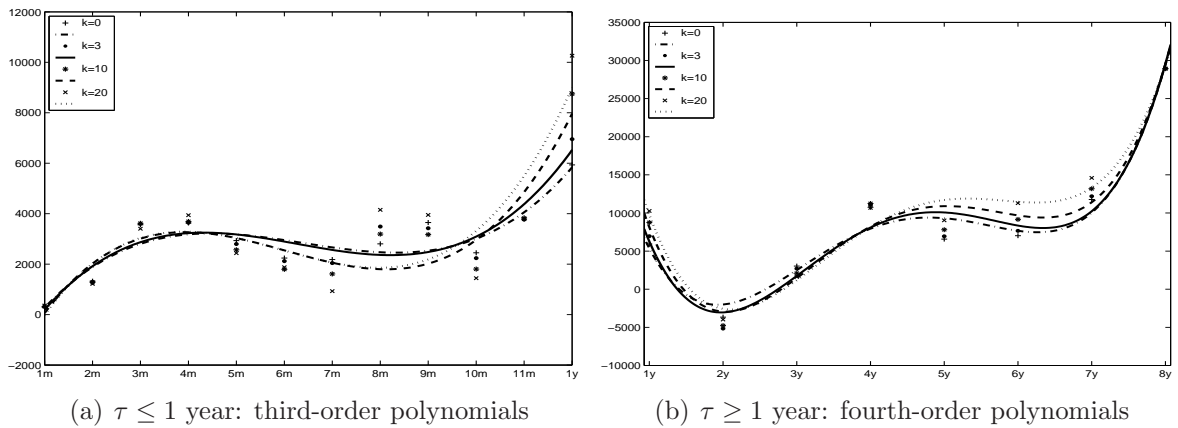 12000
10000
8000
6000
4000
2000
0
−2000
k=0
k=3
k=10
k=20
1m 2m 3m 4m 5m 6m 7m 8m 9m 10m 11m 1y
(a) τ ≤ 1 year: third-order polynomials
35000
30000
25000
20000
15000
10000
5000
0
−5000
−10000
k=0
k=3
k=10
k=20
1y 2y 3y 4y 5y 6y 7y 8y
(b) τ ≥ 1 year: fourth-order polynomials